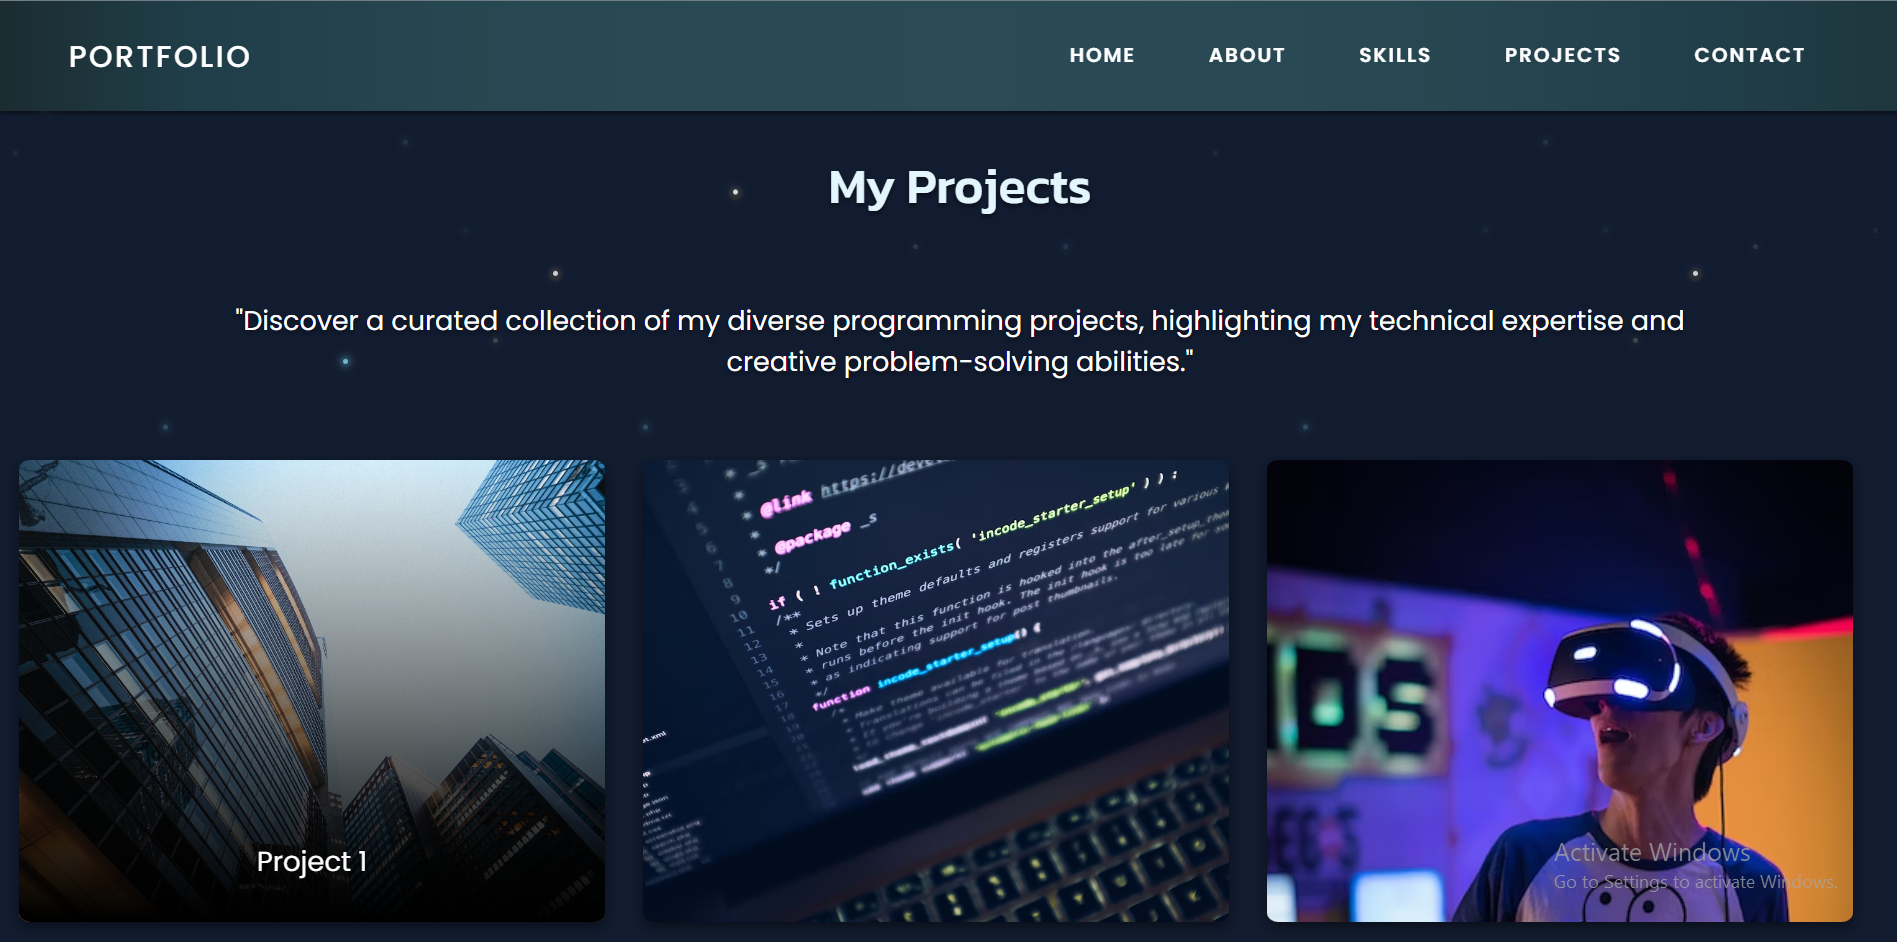 PORTFOLIO
HOME ABOUT SKILLS PROJECTS CONTACT
My Projects
"Discover a curated collection of my diverse programming projects, highlighting my technical expertise and
creative problem-solving abilities."
Project 1
* @link https://deve
* @package _s
*/
if ( ! function_exists( 'incode_starter_setup' ) ) :
/**
* Sets up theme defaults and registers support for various
* Note that this function is hooked into the after_setup_theme
* runs before the init hook. The init hook is too late for
* as indicating support for post thumbnails.
*/
function incode_starter_setup() {
Activate Windows
Go to Settings to activate Windows.